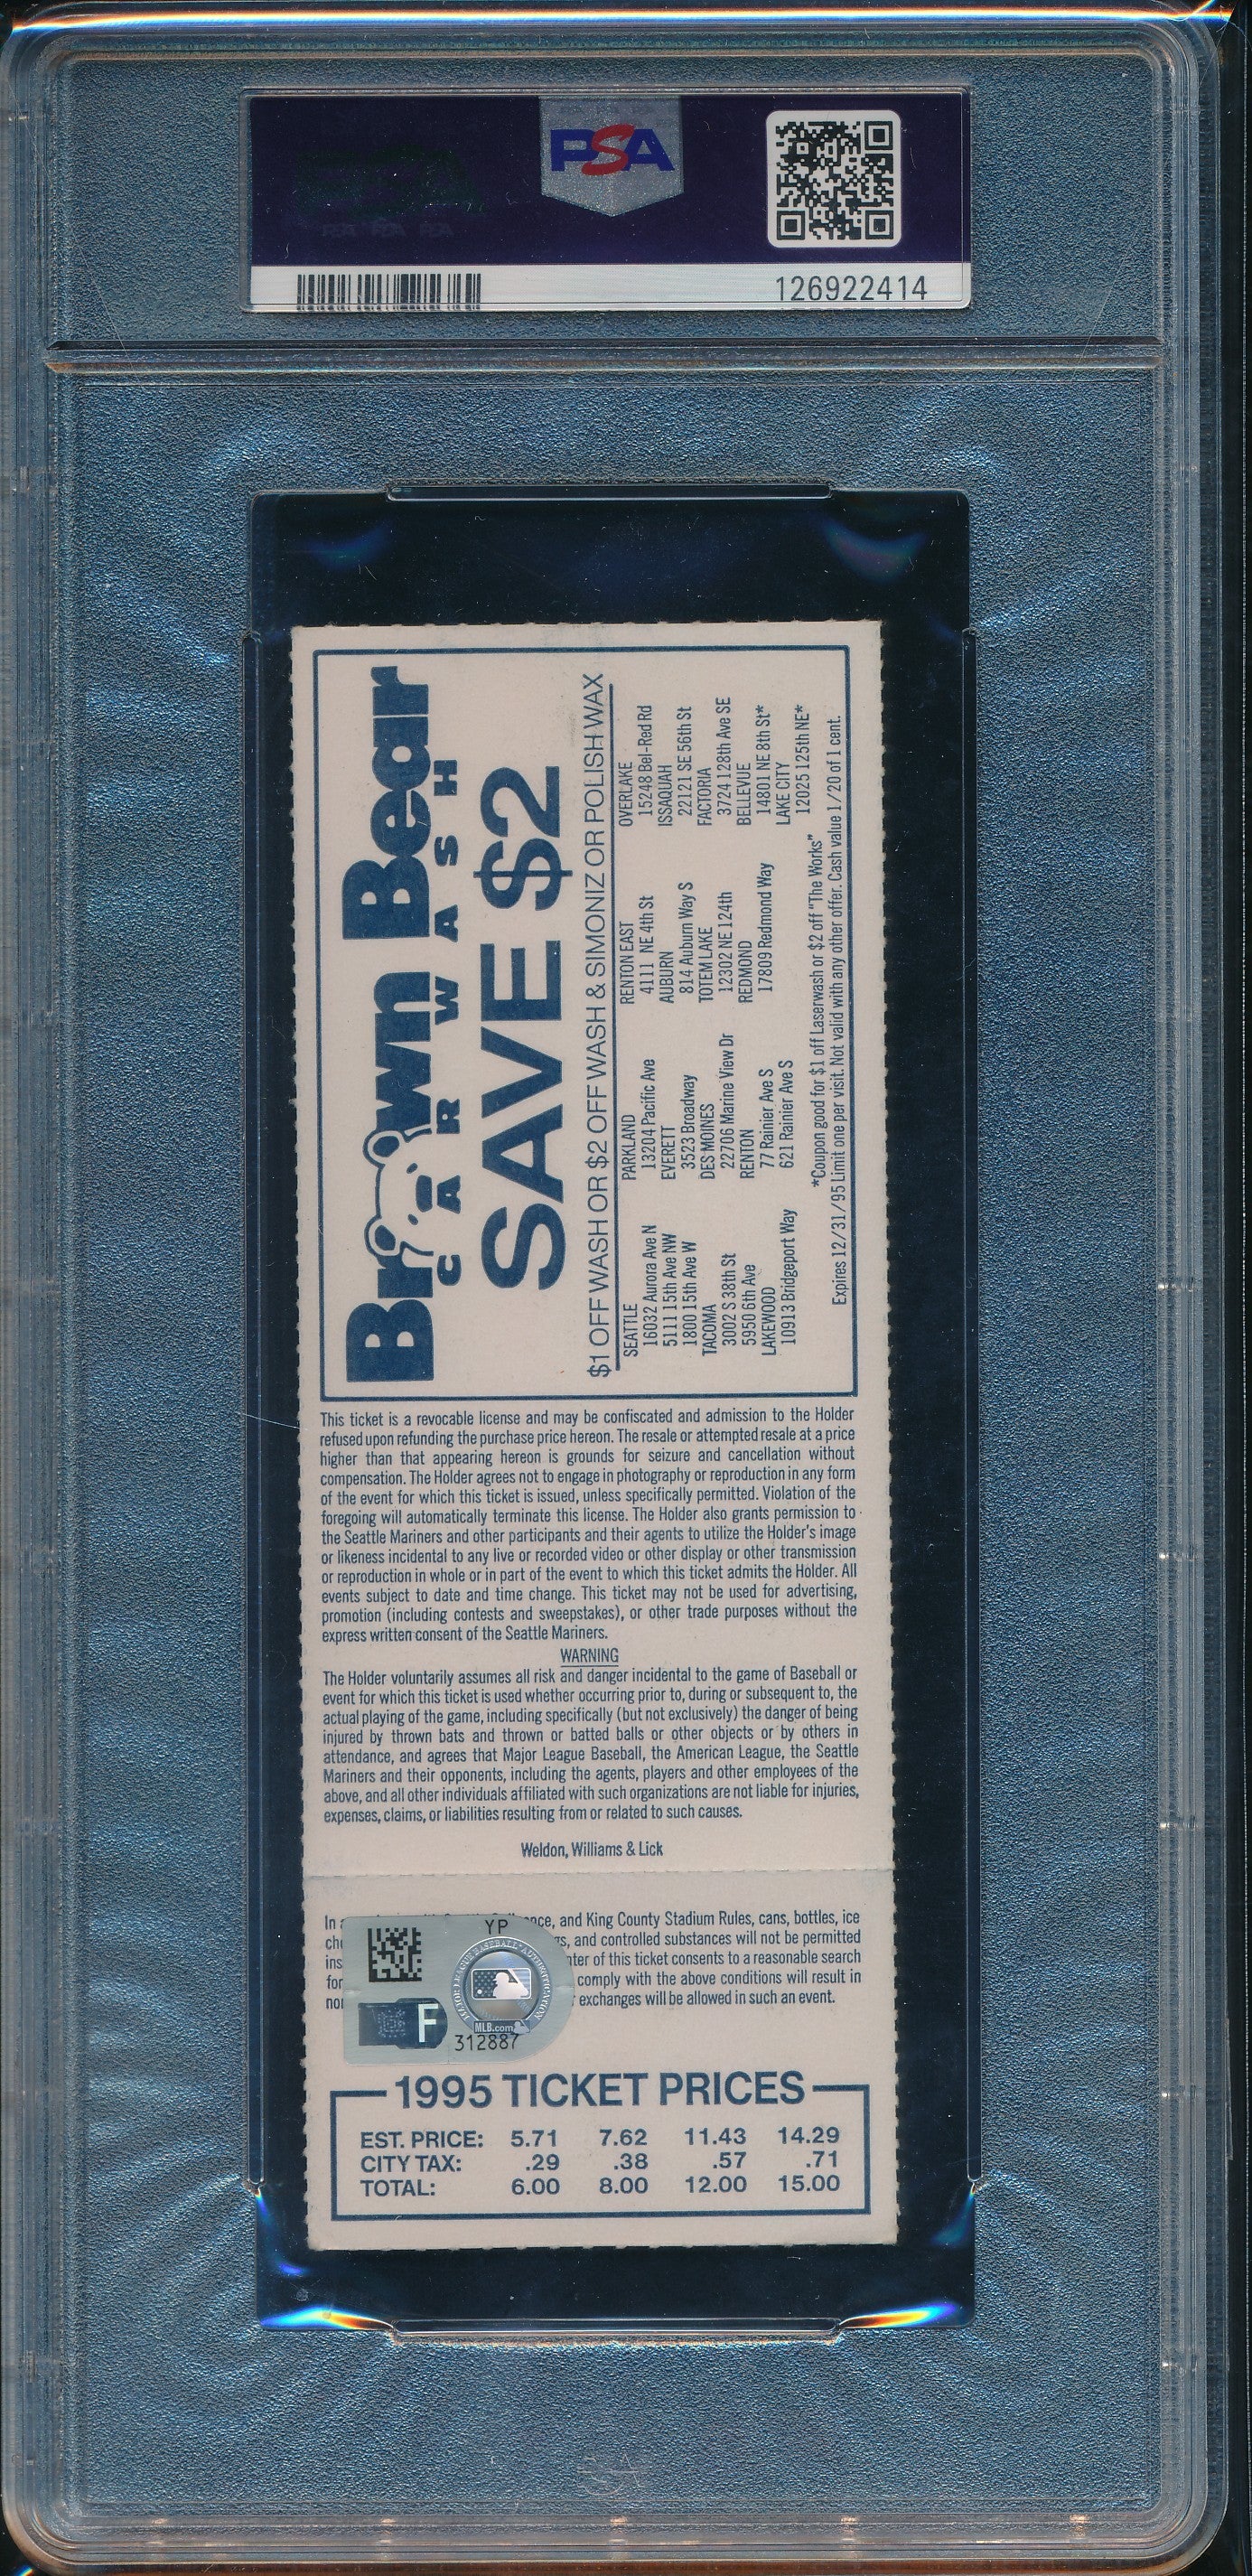 PSA
126922414
Brown Bear
CAR WASH
SAVE $2
$1 OFF WASH OR $2 OFF WASH & SIMONIZ OR POLISH WAX
SEATTLE
16032 Aurora Ave N
5111 15th Ave NW
1800 15th Ave W
TACOMA
3002 S 38th St
5950 6th Ave
LAKEWOOD
10913 Bridgeport Way
PARKLAND
13204 Pacific Ave
EVERETT
3523 Broadway
DES MOINES
22706 Marine View Dr
RENTON
77 Rainier Ave S
621 Rainier Ave S
RENTON EAST
4111 NE 4th St
AUBURN
814 Auburn Way S
TOTEM LAKE
12302 NE 124th
REDMOND
17809 Redmond Way
OVERLAKE
15248 Bel-Red Rd
ISSAQUAH
22121 SE 56th St
FACTORIA
3724 128th Ave SE
BELLEVUE
14801 NE 8th St*
LAKE CITY
12025 125th NE*
*Coupon good for $1 off Laserwash or $2 off "The Works"
Expires 12/31/95 Limit one per visit. Not valid with any other offer. Cash value 1/20 of 1 cent.
This ticket is a revocable license and may be confiscated and admission to the Holder
refused upon refunding the purchase price hereon. The resale or attempted resale at a price
higher than that appearing hereon is grounds for seizure and cancellation without
compensation. The Holder agrees not to engage in photography or reproduction in any form
of the event for which this ticket is issued, unless specifically permitted. Violation of the
foregoing will automatically terminate this license. The Holder also grants permission to
the Seattle Mariners and other participants and their agents to utilize the Holder's image
or likeness incidental to any live or recorded video or other display or other transmission
or reproduction in whole or in part of the event to which this ticket admits the Holder. All
events subject to date and time change. This ticket may not be used for advertising,
promotion (including contests and sweepstakes), or other trade purposes without the
express written consent of the Seattle Mariners.
WARNING
The Holder voluntarily assumes all risk and danger incidental to the game of Baseball or
event for which this ticket is used whether occurring prior to, during or subsequent to, the
actual playing of the game, including specifically (but not exclusively) the danger of being
injured by thrown bats and thrown or batted balls or other objects or by others in
attendance, and agrees that Major League Baseball, the American League, the Seattle
Mariners and their opponents, including the agents, players and other employees of the
above, and all other individuals affiliated with such organizations are not liable for injuries,
expenses, claims, or liabilities resulting from or related to such causes.
Weldon, Williams & Lick
In and King County Stadium Rules, cans, bottles, ice
and controlled substances will not be permitted
of this ticket consents to a reasonable search
for comply with the above conditions will result in
exchanges will be allowed in such an event.
YP
MAJOR LEAGUE BASEBALL AUTHENTICATION
MLB.com
F
312887
1995 TICKET PRICES
EST. PRICE: 5.71 7.62 11.43 14.29
CITY TAX: .29 .38 .57 .71
TOTAL: 6.00 8.00 12.00 15.00